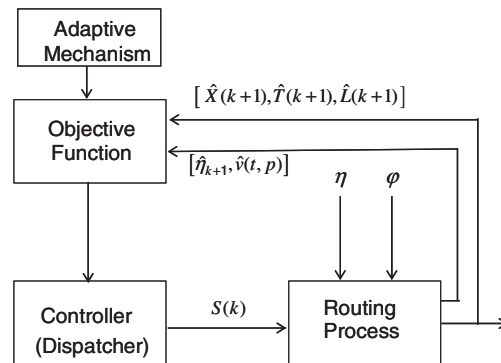 Adaptive
Mechanism
[ X̂(k+1), T̂(k+1), L̂(k+1) ]
Objective
Function
[η̂ₖ₊₁, v̂(t, p)]
η φ
Controller
(Dispatcher)
S(k)
Routing
Process